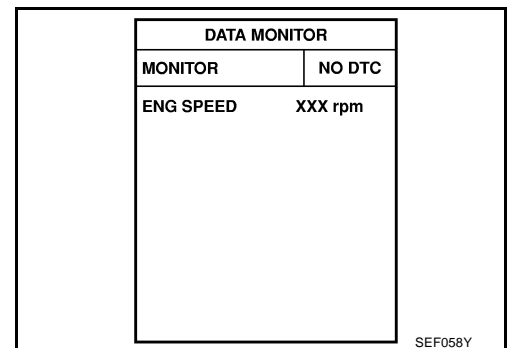 DATA MONITOR
MONITOR NO DTC
ENG SPEED XXX rpm
SEF058Y